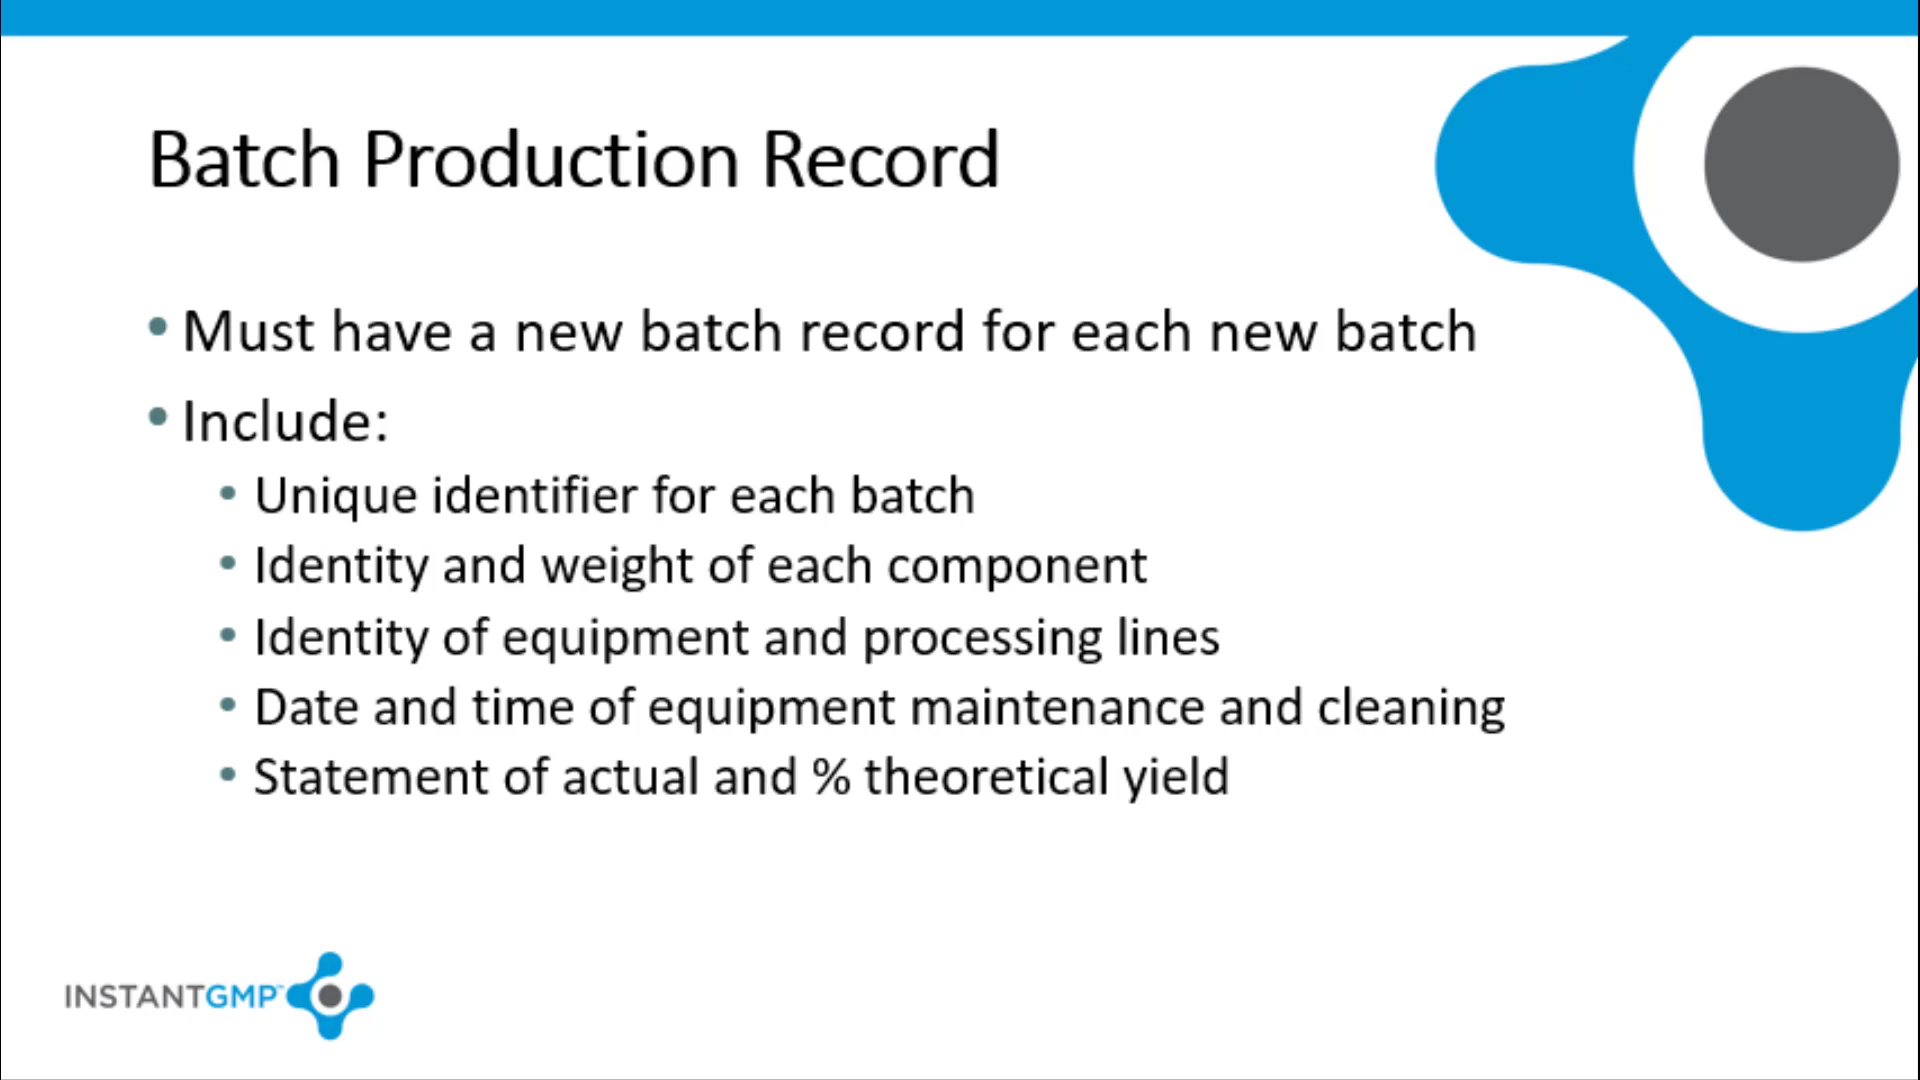 Batch Production Record
• Must have a new batch record for each new batch
• Include:
• Unique identifier for each batch
• Identity and weight of each component
• Identity of equipment and processing lines
• Date and time of equipment maintenance and cleaning
• Statement of actual and % theoretical yield
INSTANTGMP™